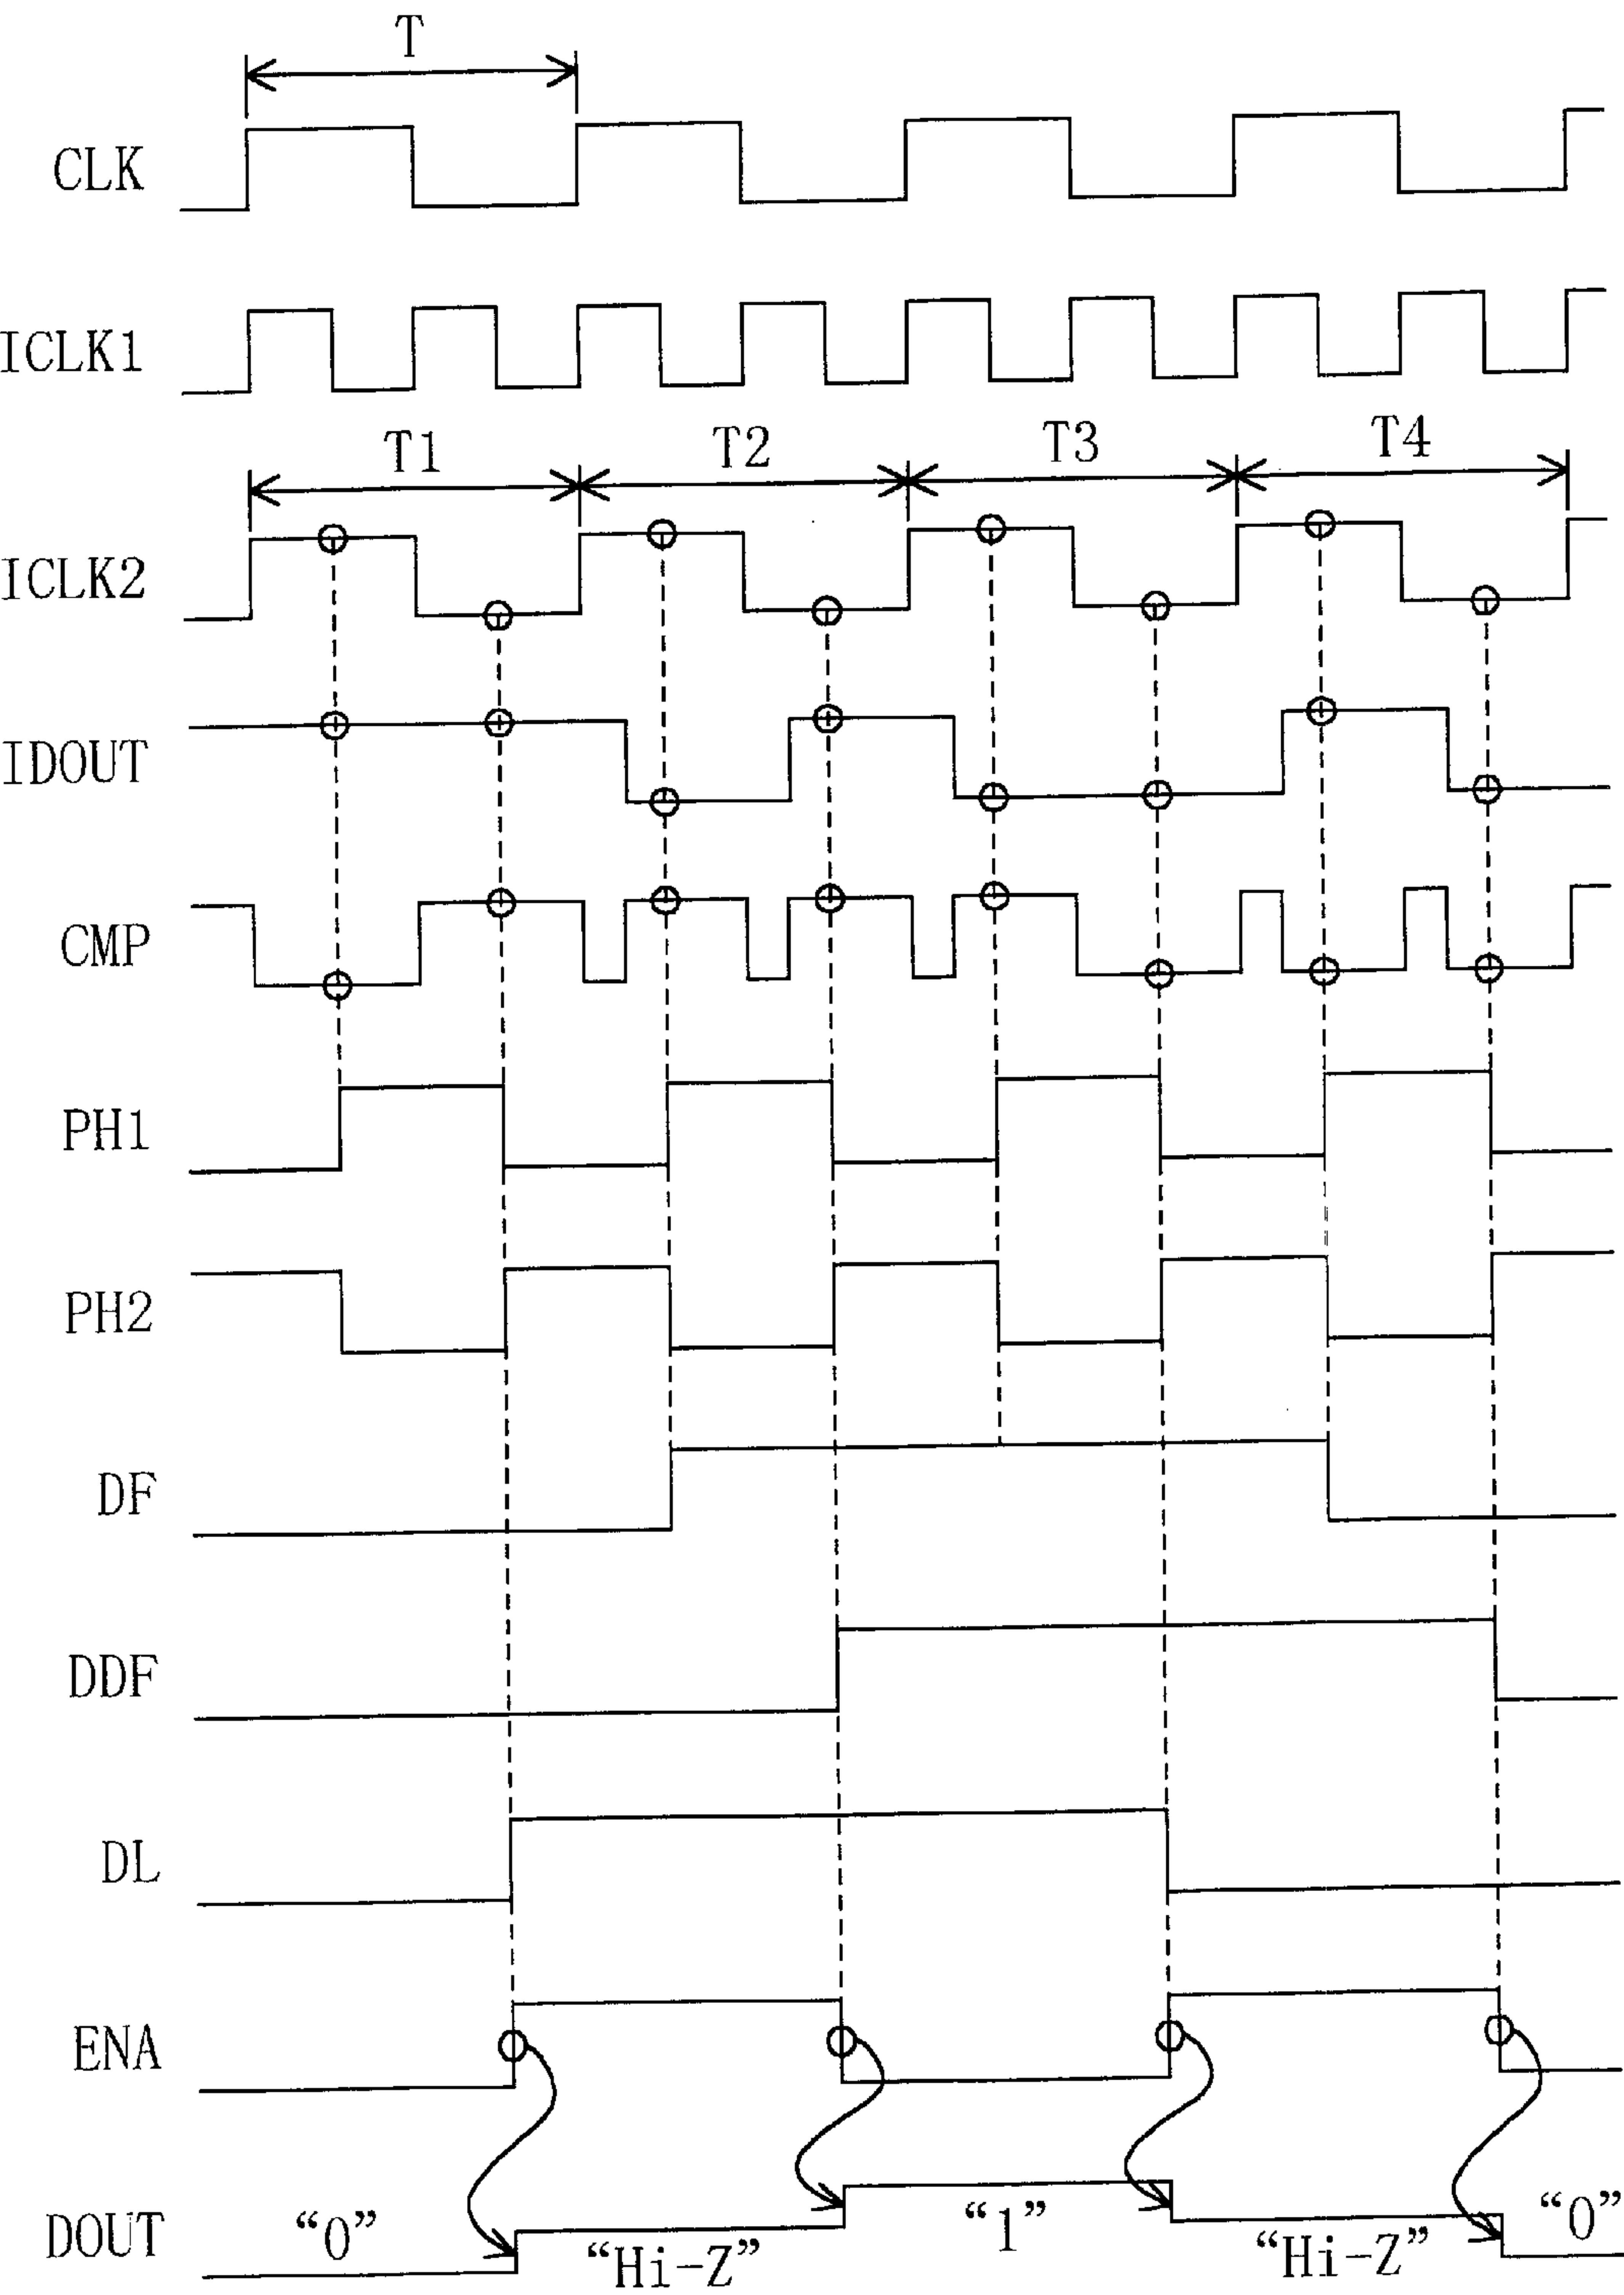 T
CLK
ICLK1
T1 T2 T3 T4
ICLK2
IDOUT
CMP
PH1
PH2
DF
DDF
DL
ENA
DOUT “0” “Hi-Z” “1” “Hi-Z” “0”